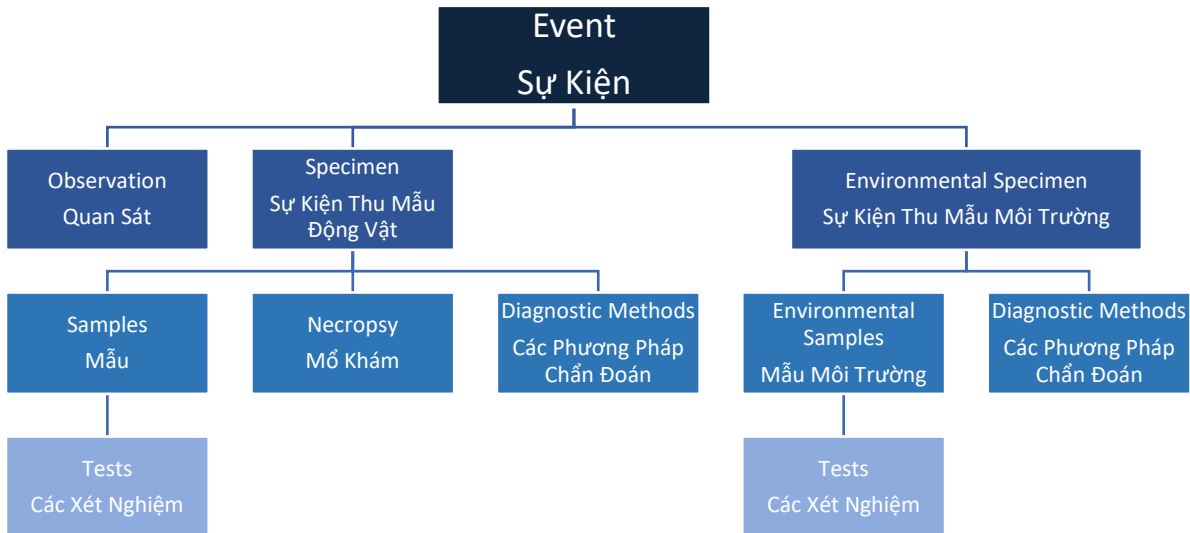 Event
Sự Kiện
Observation
Quan Sát
Specimen
Sự Kiện Thu Mẫu
Động Vật
Environmental Specimen
Sự Kiện Thu Mẫu Môi Trường
Samples
Mẫu
Necropsy
Mổ Khám
Diagnostic Methods
Các Phương Pháp
Chẩn Đoán
Environmental
Samples
Mẫu Môi Trường
Diagnostic Methods
Các Phương Pháp
Chẩn Đoán
Tests
Các Xét Nghiệm
Tests
Các Xét Nghiệm